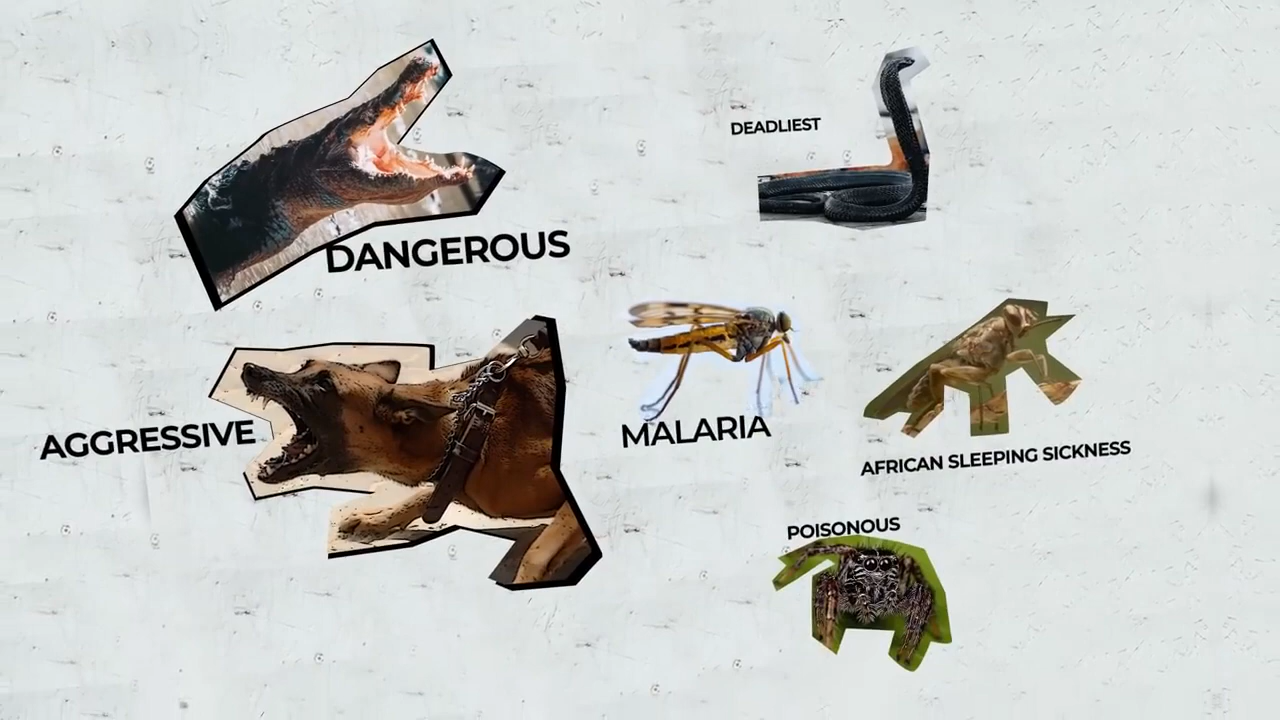 DEADLIEST
DANGEROUS
AGGRESSIVE
MALARIA
AFRICAN SLEEPING SICKNESS
POISONOUS